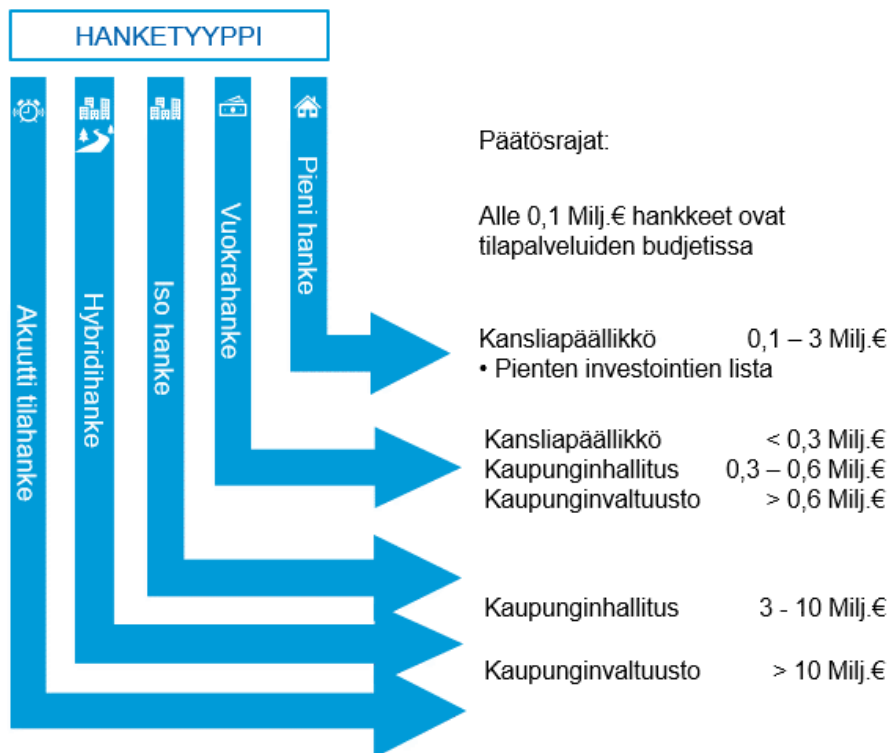 HANKETYYPPI
Akuutti tilahanke
Hybridihanke
Iso hanke
Vuokrahanke
Pieni hanke
Päätösrajat:
Alle 0,1 Milj.€ hankkeet ovat
tilapalveluiden budjetissa
Kansliapäällikkö 0,1 – 3 Milj.€
• Pienten investointien lista
Kansliapäällikkö < 0,3 Milj.€
Kaupunginhallitus 0,3 – 0,6 Milj.€
Kaupunginvaltuusto > 0,6 Milj.€
Kaupunginhallitus 3 - 10 Milj.€
Kaupunginvaltuusto > 10 Milj.€